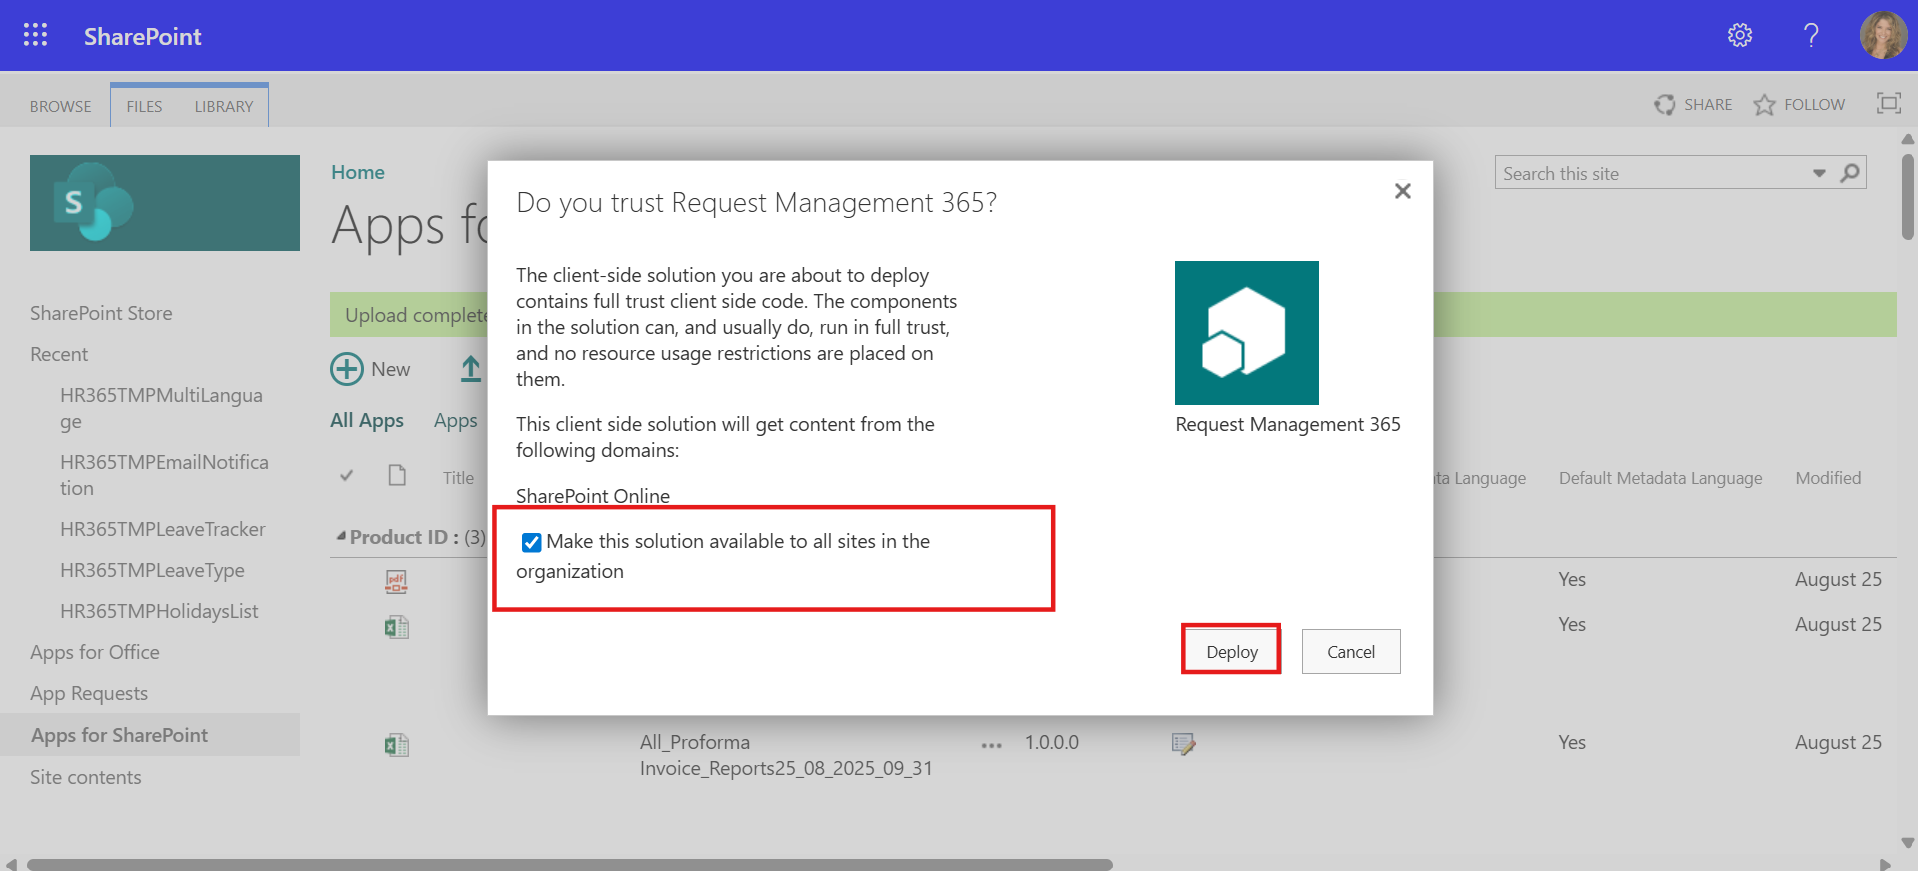 SharePoint
BROWSE
FILES
LIBRARY
SHARE
FOLLOW
S
Home
Search this site
Apps fo
Do you trust Request Management 365?
The client-side solution you are about to deploy
contains full trust client side code. The components
in the solution can, and usually do, run in full trust,
and no resource usage restrictions are placed on
them.
This client side solution will get content from the
following domains:
SharePoint Online
Make this solution available to all sites in the
organization
Request Management 365
Deploy
Cancel
SharePoint Store
Recent
HR365TMPMultiLangua
ge
HR365TMPEmailNotifica
tion
HR365TMPLeaveTracker
HR365TMPLeaveType
HR365TMPHolidaysList
Apps for Office
App Requests
Apps for SharePoint
Site contents
Upload complete
New
All Apps
Apps
Title
ta Language
Default Metadata Language
Modified
Product ID : (3)
pdf
Yes
August 25
Yes
August 25
All_Proforma
Invoice_Reports25_08_2025_09_31
... 
1.0.0.0
Yes
August 25